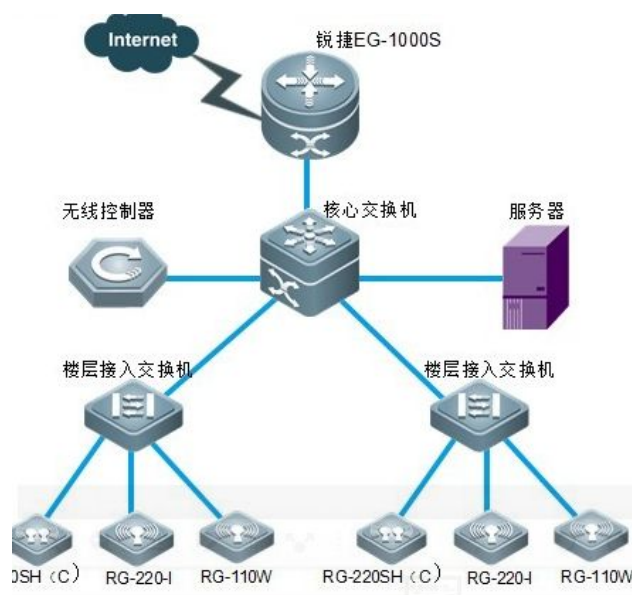 Internet
锐捷EG-1000S
无线控制器
核心交换机
服务器
楼层接入交换机
楼层接入交换机
0SH（C）
RG-220-I
RG-110W
RG-220SH（C）
RG-220-I
RG-110W